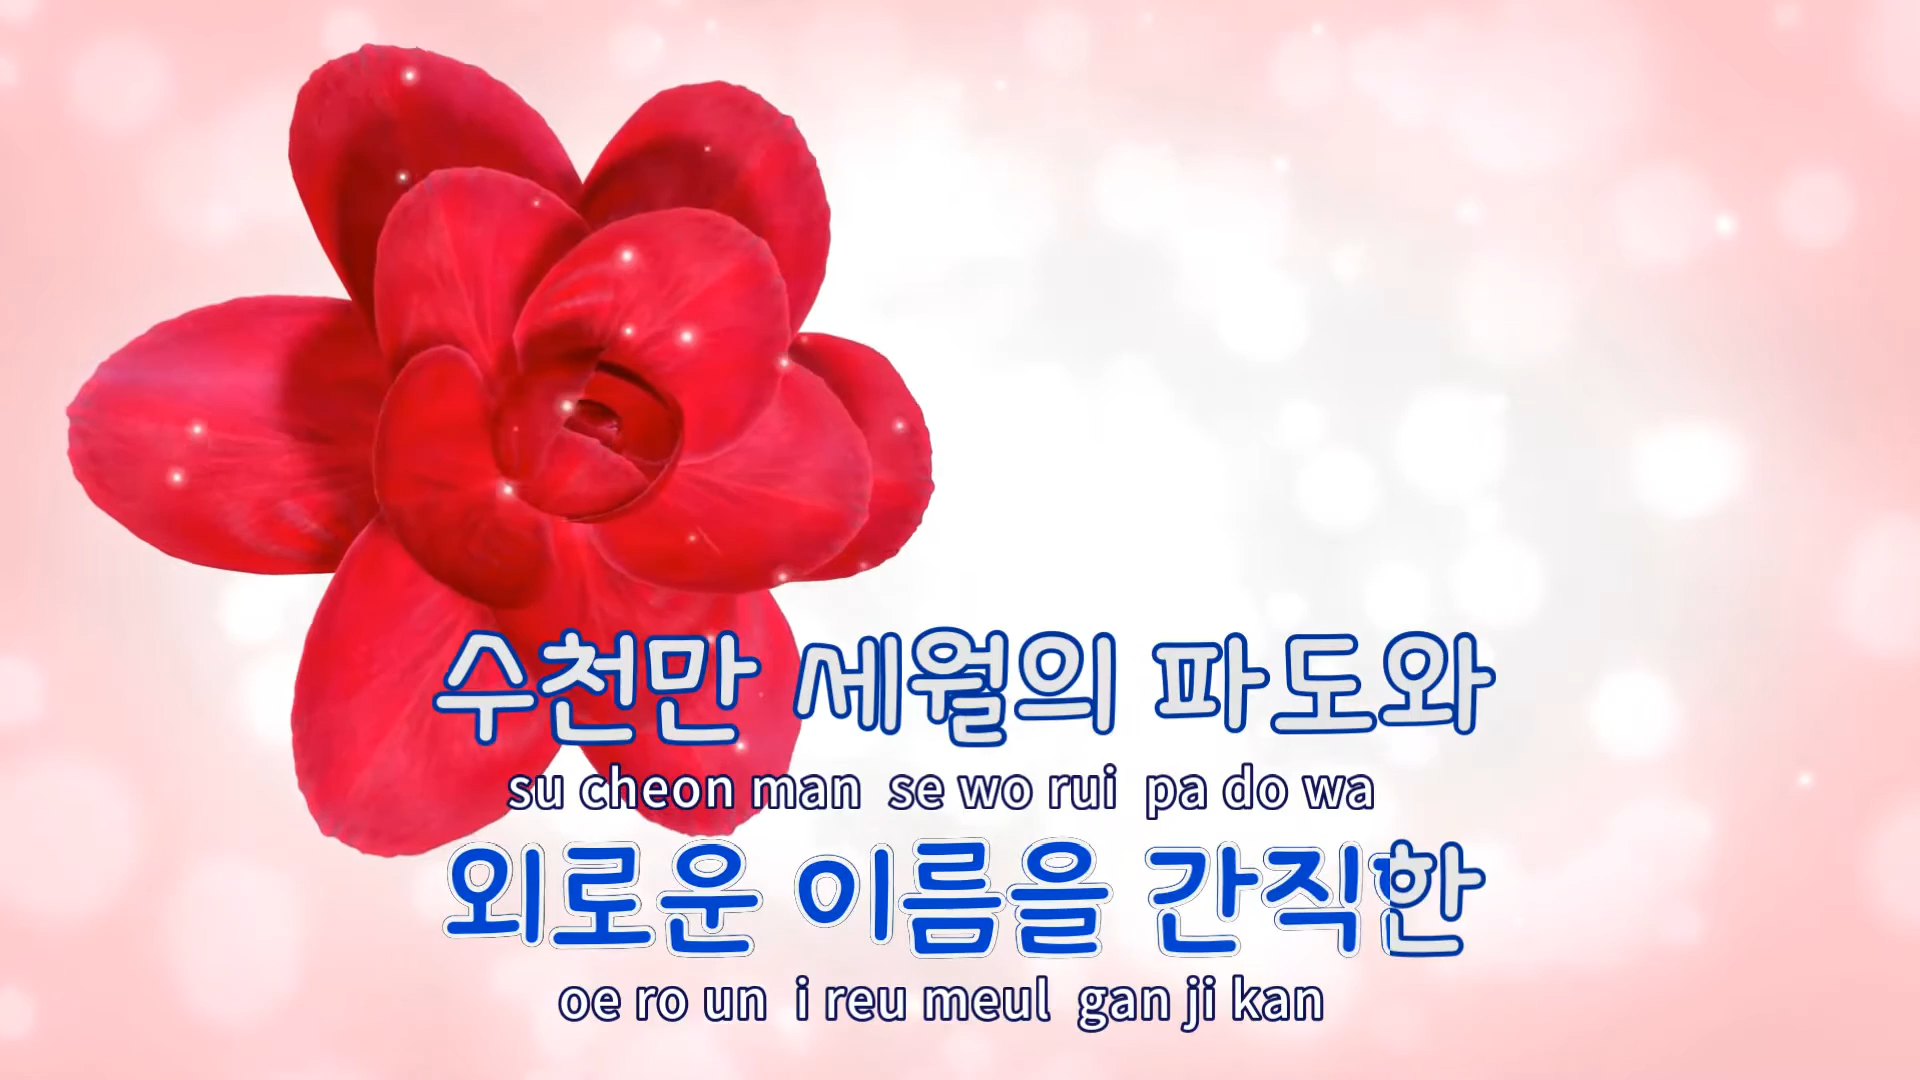 수천만 세월의 파도와
su cheon man se wo rui pa do wa
외로운 이름을 간직한
oe ro un i reu meul gan ji kan